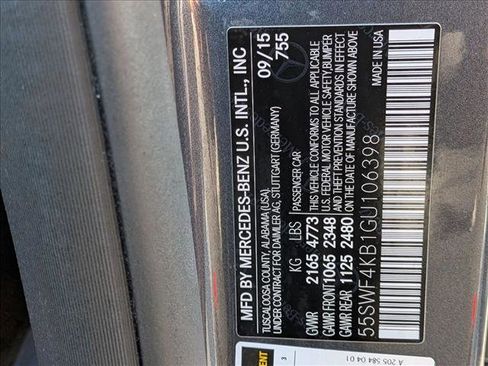 MFD BY MERCEDES-BENZ U.S. INTL., INC
09/15
755
TUSCALOOSA COUNTY, ALABAMA (USA),
UNDER CONTRACT FOR DAIMLER AG, STUTTGART (GERMANY)
PASSENGER CAR
KG LBS
GWVR 2165 4773
GAWR FRONT 1065 2348
GAWR REAR 1125 2480
THIS VEHICLE CONFORMS TO ALL APPLICABLE
U.S. FEDERAL MOTOR VEHICLE SAFETY, BUMPER
AND THEFT PREVENTION STANDARDS IN EFFECT
ON THE DATE OF MANUFACTURE SHOWN ABOVE
55SWF4KB1GU106398
MADE IN USA
A 205 584 04 01
3